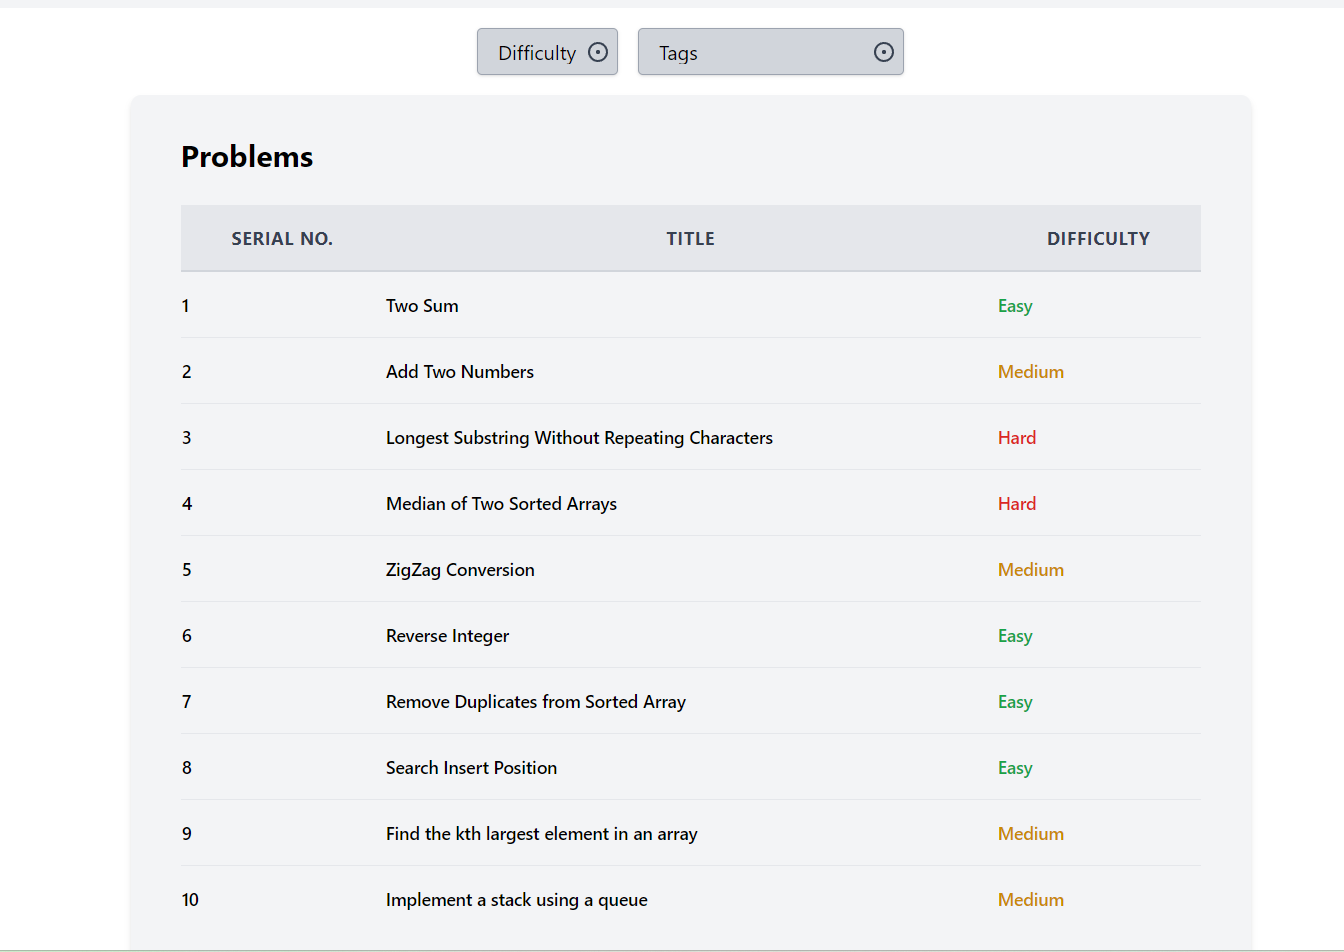 Difficulty Tags
Problems
SERIAL NO. TITLE DIFFICULTY
1 Two Sum Easy
2 Add Two Numbers Medium
3 Longest Substring Without Repeating Characters Hard
4 Median of Two Sorted Arrays Hard
5 ZigZag Conversion Medium
6 Reverse Integer Easy
7 Remove Duplicates from Sorted Array Easy
8 Search Insert Position Easy
9 Find the kth largest element in an array Medium
10 Implement a stack using a queue Medium